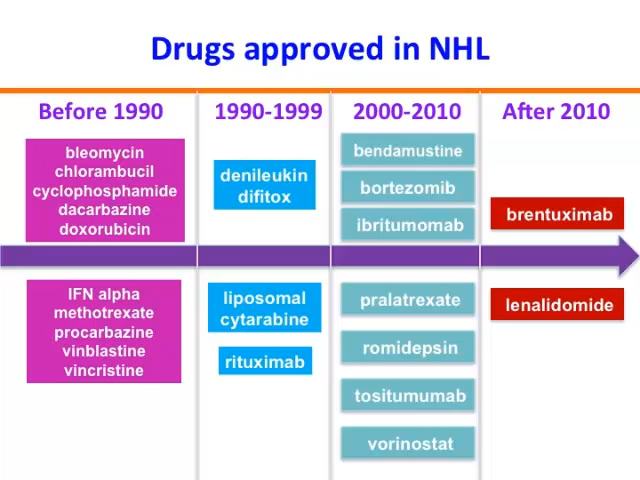 Drugs approved in NHL
Before 1990
1990-1999
2000-2010
After 2010
bleomycin
chlorambucil
cyclophosphamide
dacarbazine
doxorubicin
IFN alpha
methotrexate
procarbazine
vinblastine
vincristine
denileukin
difitox
liposomal
cytarabine
rituximab
bendamustine
bortezomib
ibritumomab
pralatrexate
romidepsin
tositumumab
vorinostat
brentuximab
lenalidomide